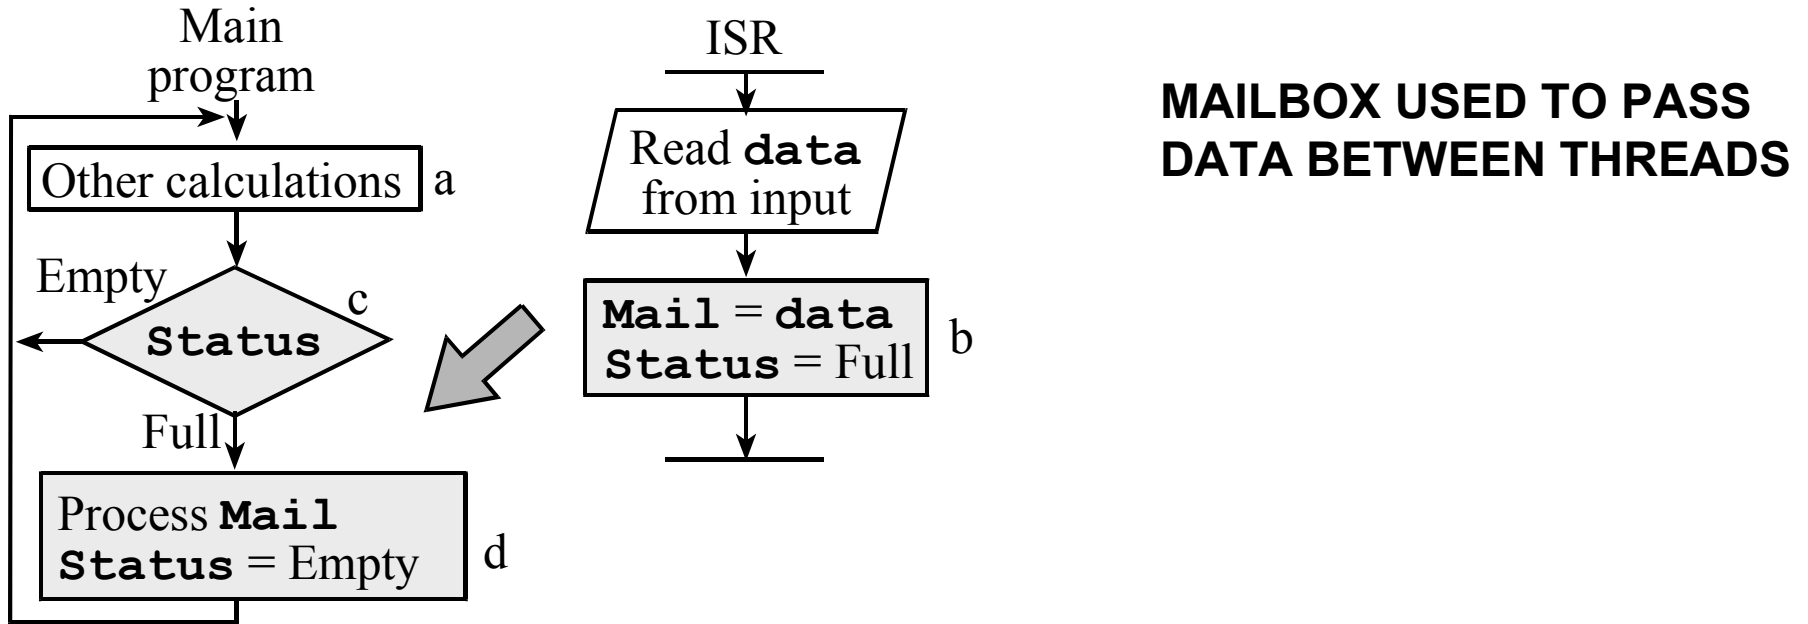 Main
program
Other calculations
a
Empty
c
Status
Full
Process Mail
Status = Empty
d
ISR
Read data
from input
Mail = data
Status = Full
b
MAILBOX USED TO PASS
DATA BETWEEN THREADS